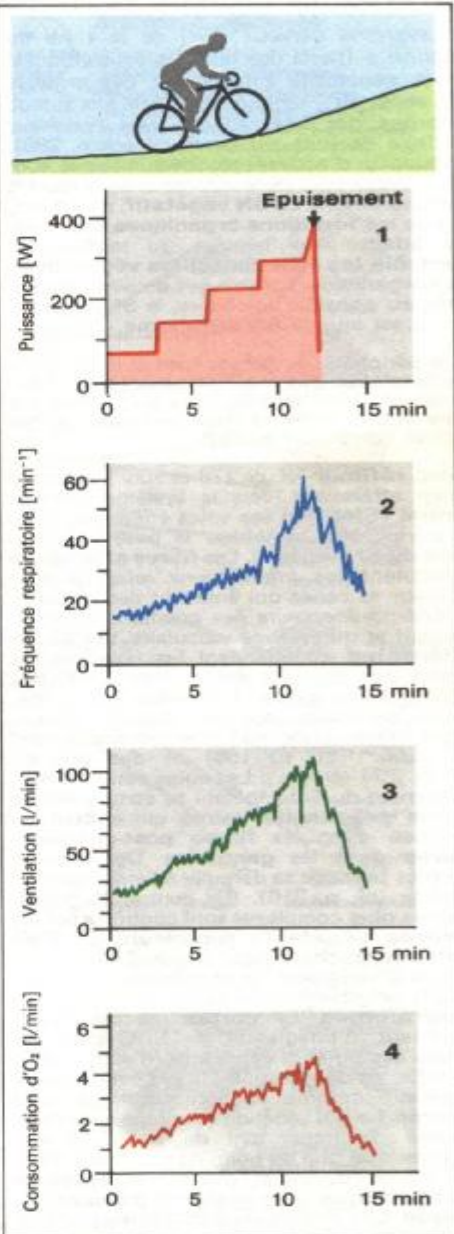 Epuisement
1
Puissance [W]
400
200
0
0 5 10 15 min
2
Fréquence respiratoire [min⁻¹]
60
40
20
0
0 5 10 15 min
3
Ventilation [l/min]
100
50
0
0 5 10 15 min
4
Consommation d'O₂ [l/min]
6
4
2
0
0 5 10 15 min